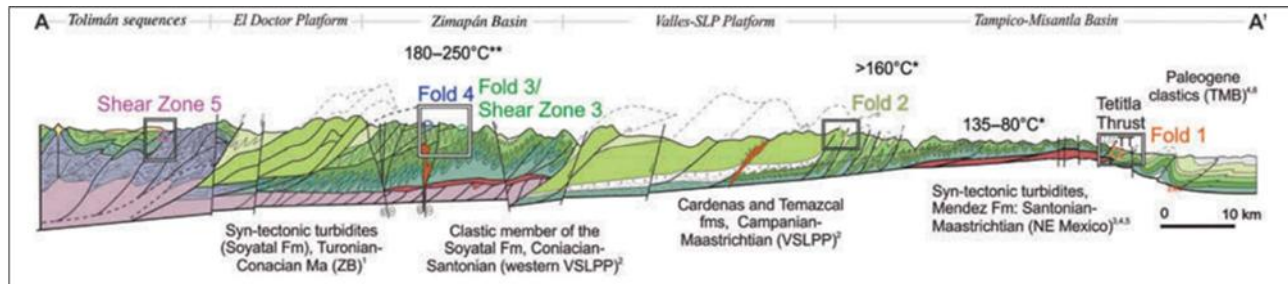 A Tolimán sequences El Doctor Platform Zimapán Basin Valles-SLP Platform Tampico-Misantla Basin A'
180–250°C**
>160°C*
Paleogene
clastics (TMB)⁴,⁶
Shear Zone 5
Fold 4
Fold 3/
Shear Zone 3
Fold 2
135–80°C*
Tetitla
Thrust
TT
Fold 1
Syn-tectonic turbidites
(Soyatal Fm), Turonian-
Conacian Ma (ZB)¹
Clastic member of the
Soyatal Fm, Coniacian-
Santonian (western VSLPP)²
Cardenas and Temazcal
fms, Campanian-
Maastrichtian (VSLPP)²
Syn-tectonic turbidites,
Mendez Fm: Santonian-
Maastrichtian (NE Mexico)³,⁴,⁵
0 10 km